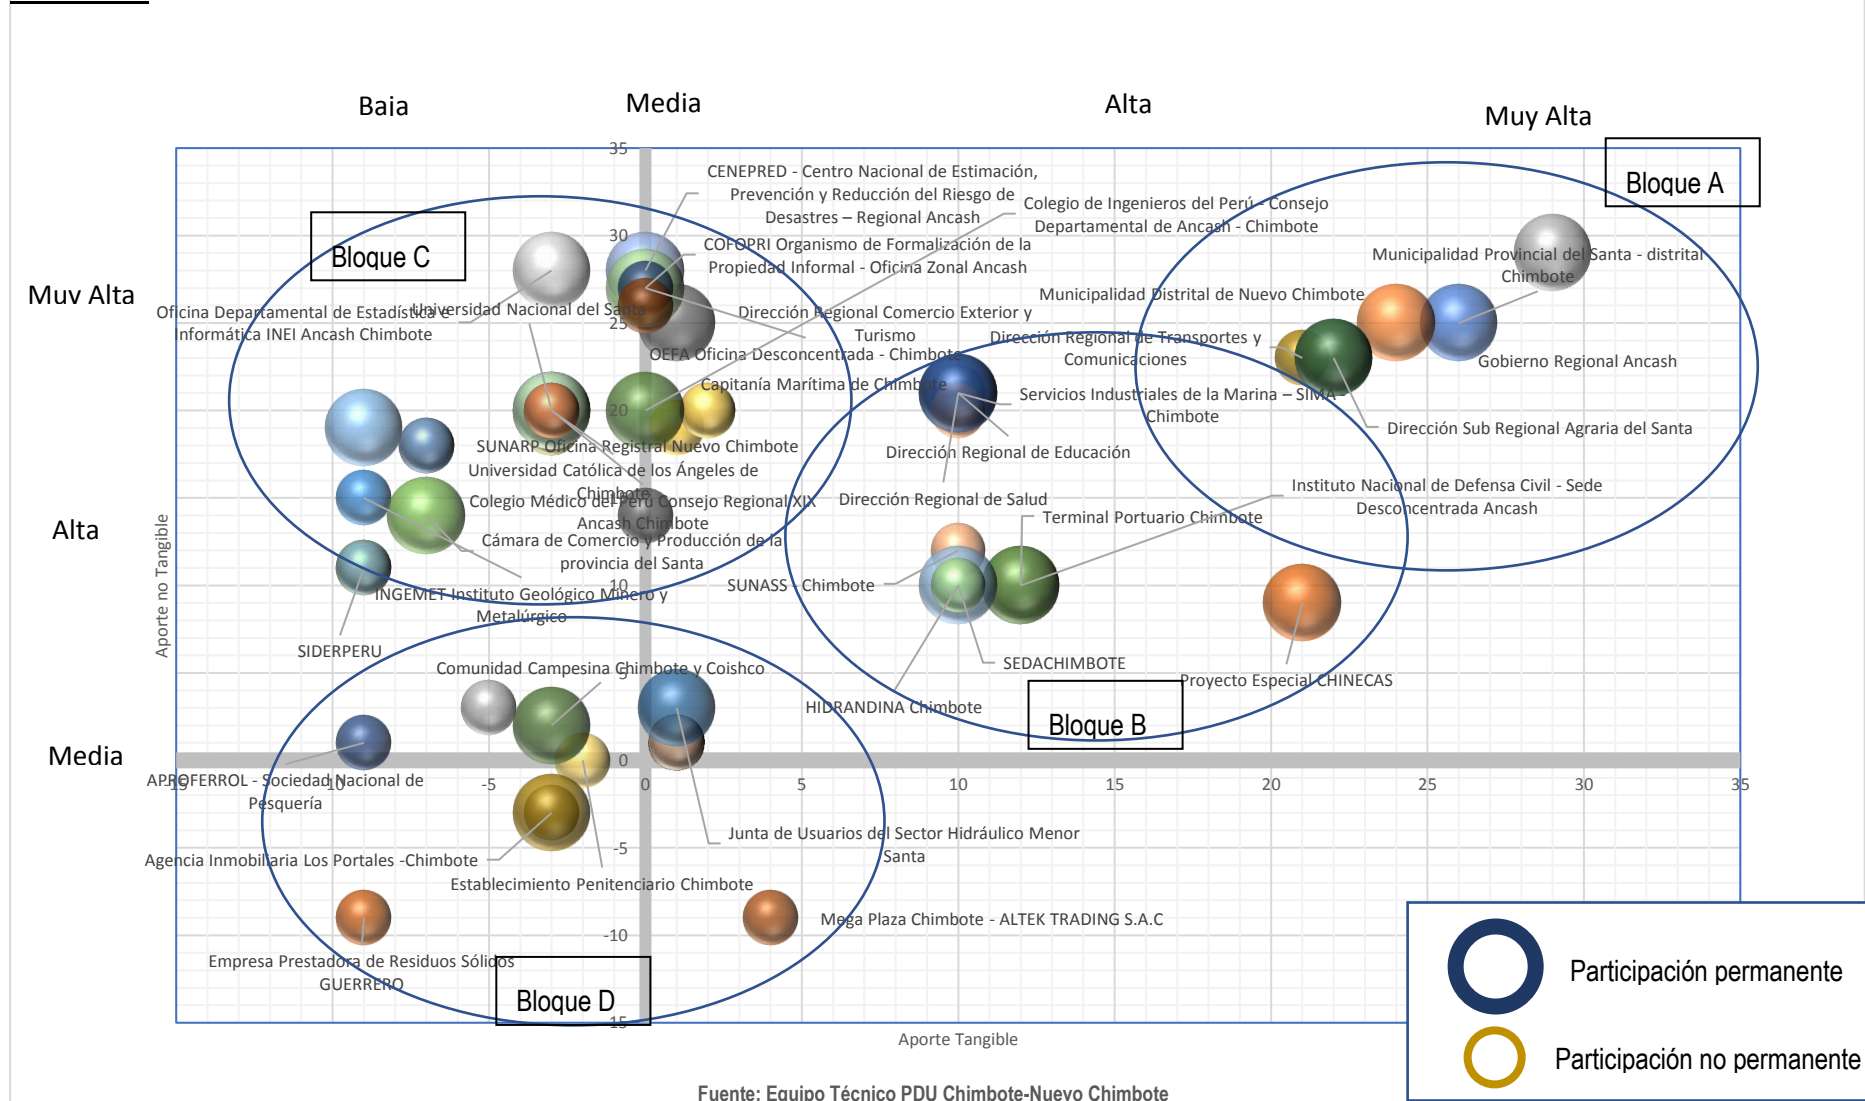 Baja
Media
Alta
Muy Alta
Muv Alta
Alta
Media
Bloque A
Bloque C
Bloque B
Bloque D
35
30
25
20
15
10
5
0
-5
-10
15
-15
-10
-5
0
5
10
15
20
25
30
35
Aporte no Tangible
Aporte Tangible
CENEPRED - Centro Nacional de Estimación,
Prevención y Reducción del Riesgo de
Desastres – Regional Ancash
Colegio de Ingenieros del Perú - Consejo
Departamental de Ancash - Chimbote
COFOPRI Organismo de Formalización de la
Propiedad Informal - Oficina Zonal Ancash
Municipalidad Provincial del Santa - distrital
Chimbote
Municipalidad Distrital de Nuevo Chimbote
Oficina Departamental de Estadística e
Informática INEI Ancash Chimbote
Universidad Nacional del Santa
Dirección Regional Comercio Exterior y
Turismo
OEFA Oficina Desconcentrada - Chimbote
Dirección Regional de Transportes y
Comunicaciones
Gobierno Regional Ancash
Capitanía Marítima de Chimbote
Servicios Industriales de la Marina – SIMA -
Chimbote
Dirección Sub Regional Agraria del Santa
SUNARP Oficina Registral Nuevo Chimbote
Dirección Regional de Educación
Universidad Católica de los Ángeles de
Chimbote
Dirección Regional de Salud
Instituto Nacional de Defensa Civil - Sede
Desconcentrada Ancash
Colegio Médico del Perú Consejo Regional XIX
Ancash Chimbote
Terminal Portuario Chimbote
Cámara de Comercio y Producción de la
provincia del Santa
SUNASS - Chimbote
INGEMET Instituto Geológico Minero y
Metalúrgico
SIDERPERU
SEDACHIMBOTE
Comunidad Campesina Chimbote y Coishco
Proyecto Especial CHINECAS
HIDRANDINA Chimbote
APROFERROL - Sociedad Nacional de
Pesquería
Junta de Usuarios del Sector Hidráulico Menor
Santa
Agencia Inmobiliaria Los Portales -Chimbote
Establecimiento Penitenciario Chimbote
Mega Plaza Chimbote - ALTEK TRADING S.A.C
Empresa Prestadora de Residuos Sólidos
GUERRERO
Participación permanente
Participación no permanente
Fuente: Equipo Técnico PDU Chimbote-Nuevo Chimbote